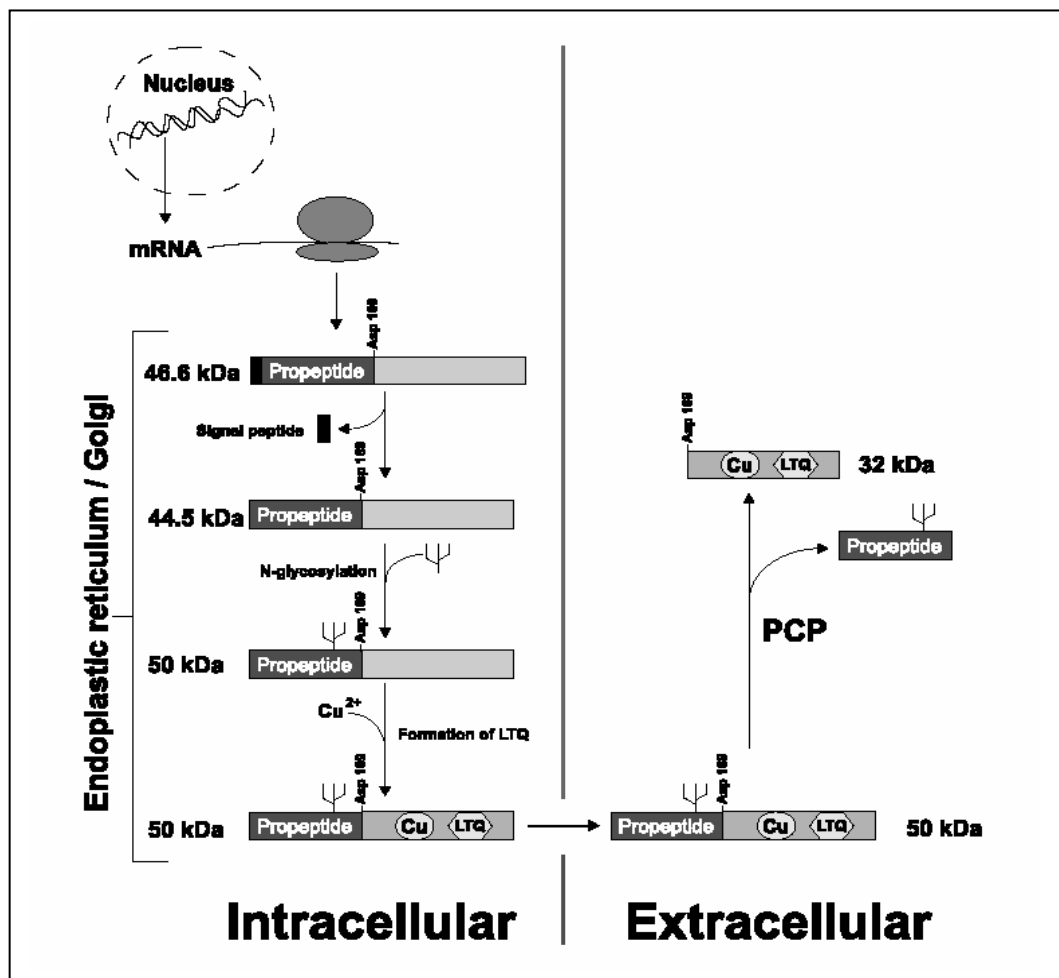 Nucleus
mRNA
Endoplastic reticulum / Golgi
Asp 169
46.6 kDa
Propeptide
Signal peptide
Asp 169
44.5 kDa
Propeptide
N-glycosylation
Asp 169
50 kDa
Propeptide
Cu 2+
Formation of LTQ
Asp 169
50 kDa
Propeptide
Cu
LTQ
Intracellular
Asp 169
Cu
LTQ
32 kDa
Propeptide
PCP
Asp 169
Propeptide
Cu
LTQ
50 kDa
Extracellular